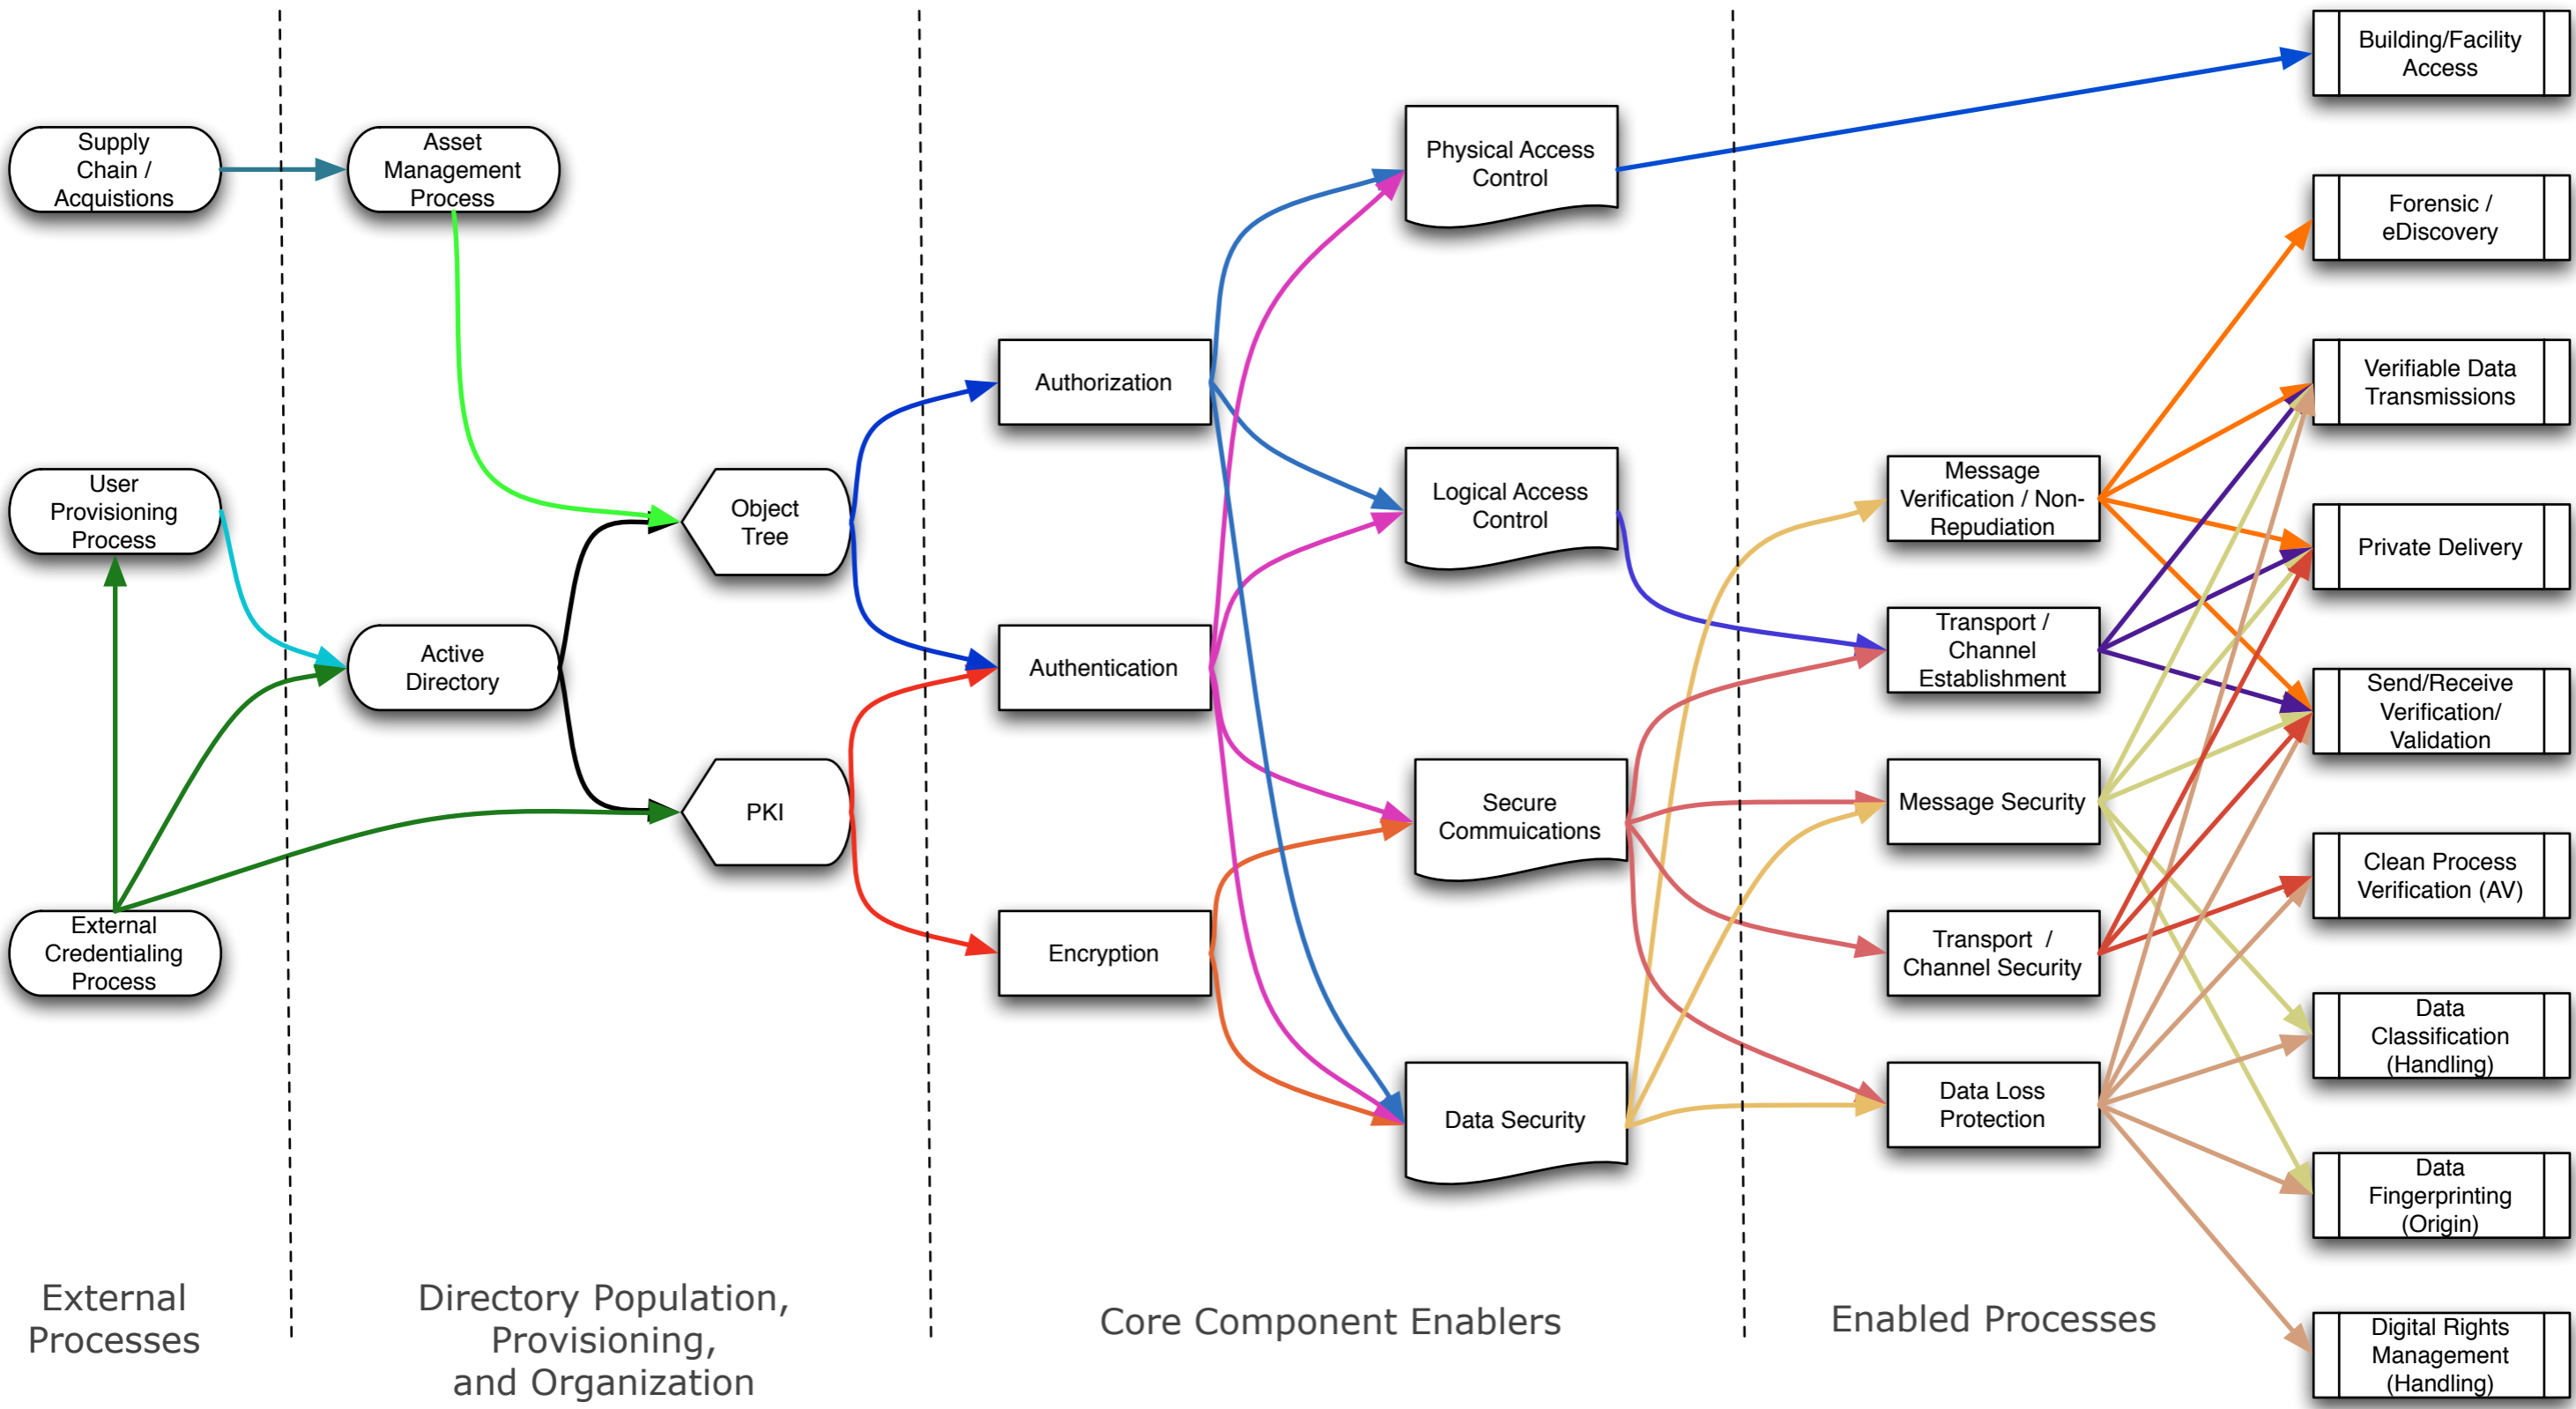 Supply
Chain /
Acquistions
User
Provisioning
Process
External
Credentialing
Process
Asset
Management
Process
Active
Directory
Object
Tree
PKI
Authorization
Authentication
Encryption
Physical Access
Control
Logical Access
Control
Secure
Commuications
Data Security
Message
Verification / Non-
Repudiation
Transport /
Channel
Establishment
Message Security
Transport /
Channel Security
Data Loss
Protection
Building/Facility
Access
Forensic /
eDiscovery
Verifiable Data
Transmissions
Private Delivery
Send/Receive
Verification/
Validation
Clean Process
Verification (AV)
Data
Classification
(Handling)
Data
Fingerprinting
(Origin)
Digital Rights
Management
(Handling)
External
Processes
Directory Population,
Provisioning,
and Organization
Core Component Enablers
Enabled Processes